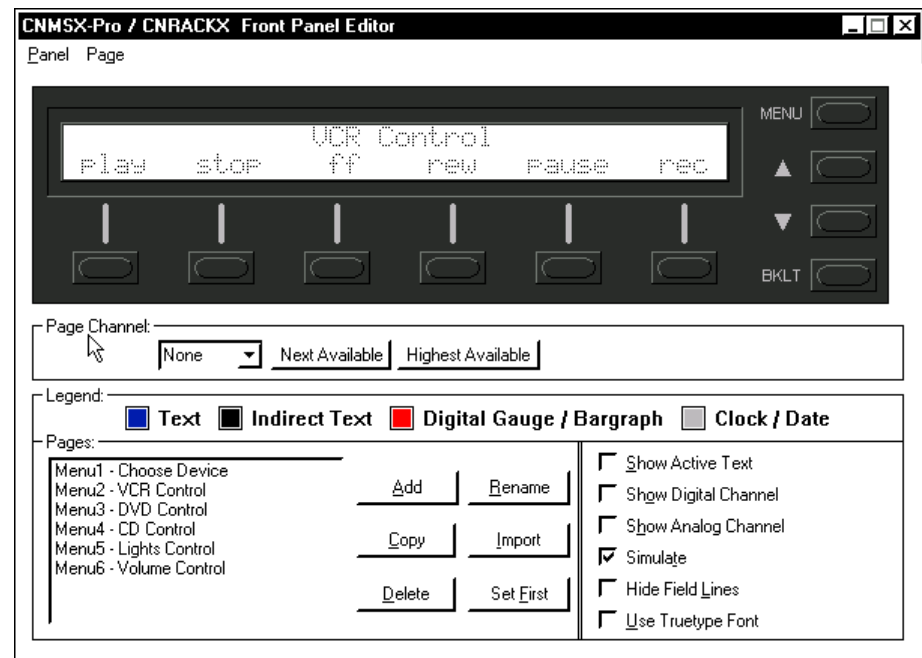 CNMSX-Pro / CNRACKX  Front Panel Editor
Panel Page
MENU
VCR Control
play stop ff rew pause rec
BKLT
Page Channel:
None Next Available Highest Available
Legend:
Text Indirect Text Digital Gauge / Bargraph Clock / Date
Pages:
Menu1 - Choose Device
Menu2 - VCR Control
Menu3 - DVD Control
Menu4 - CD Control
Menu5 - Lights Control
Menu6 - Volume Control
Add Rename
Copy Import
Delete Set First
Show Active Text
Show Digital Channel
Show Analog Channel
Simulate
Hide Field Lines
Use Truetype Font